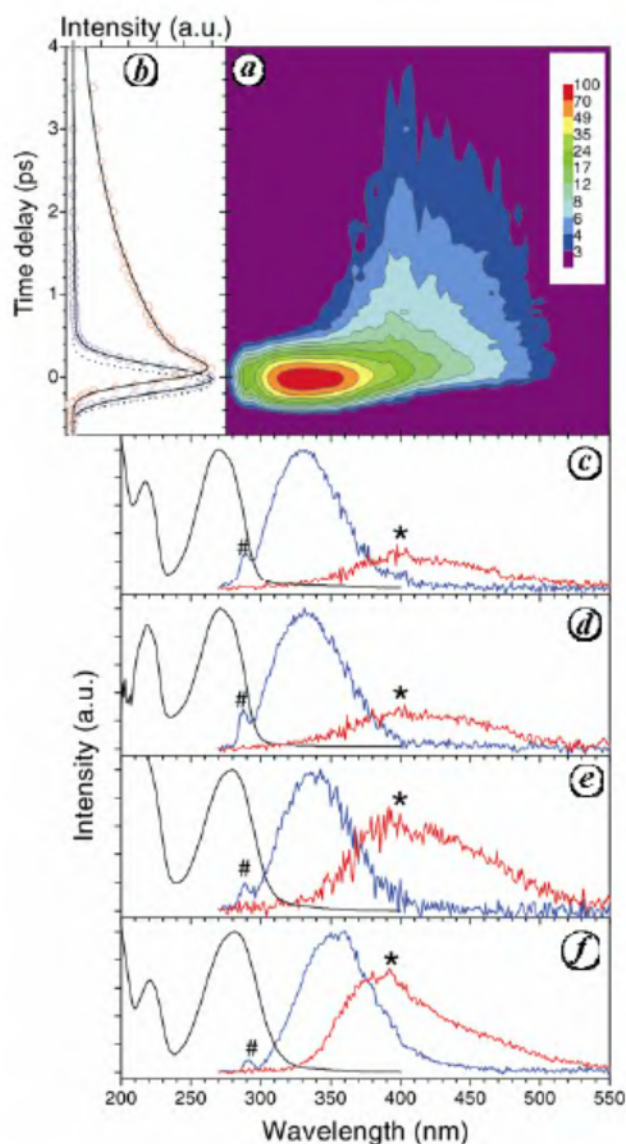 Intensity (a.u.)
4
3
2
1
0
Time delay (ps)
b
a
100
70
49
35
24
17
12
8
6
4
3
c
#
*
d
#
*
e
#
*
f
#
*
Intensity (a.u.)
200 250 300 350 400 450 500 550
Wavelength (nm)